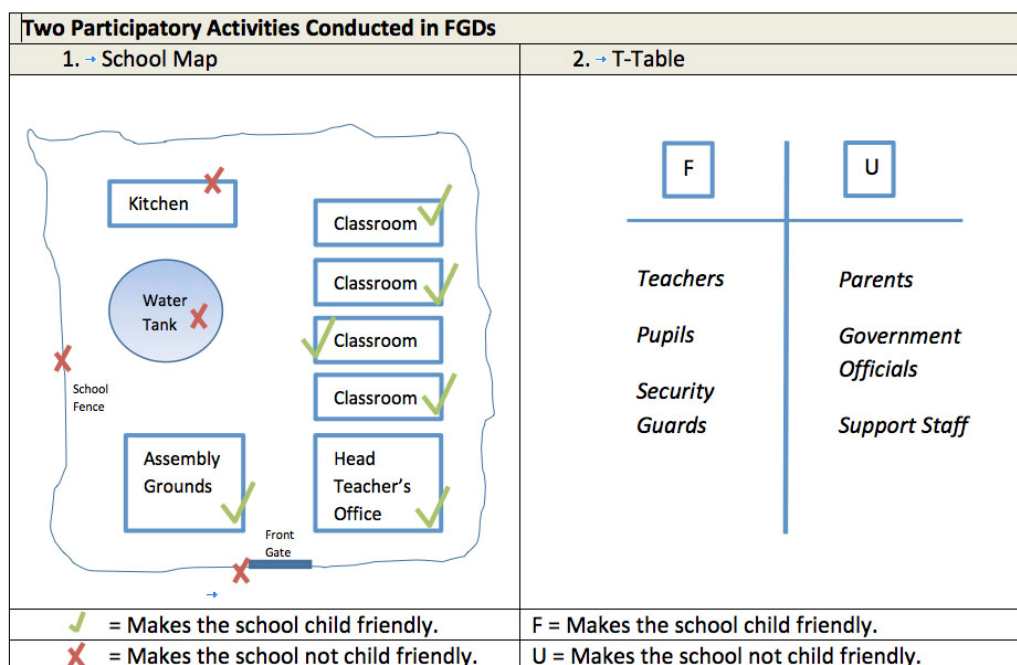 Two Participatory Activities Conducted in FGDs
1. → School Map
2. → T-Table
Kitchen
Classroom
Classroom
Classroom
Classroom
Water
Tank
School
Fence
Assembly
Grounds
Head
Teacher's
Office
Front
Gate
F
U
Teachers
Pupils
Security
Guards
Parents
Government
Officials
Support Staff
= Makes the school child friendly.
= Makes the school not child friendly.
F = Makes the school child friendly.
U = Makes the school not child friendly.